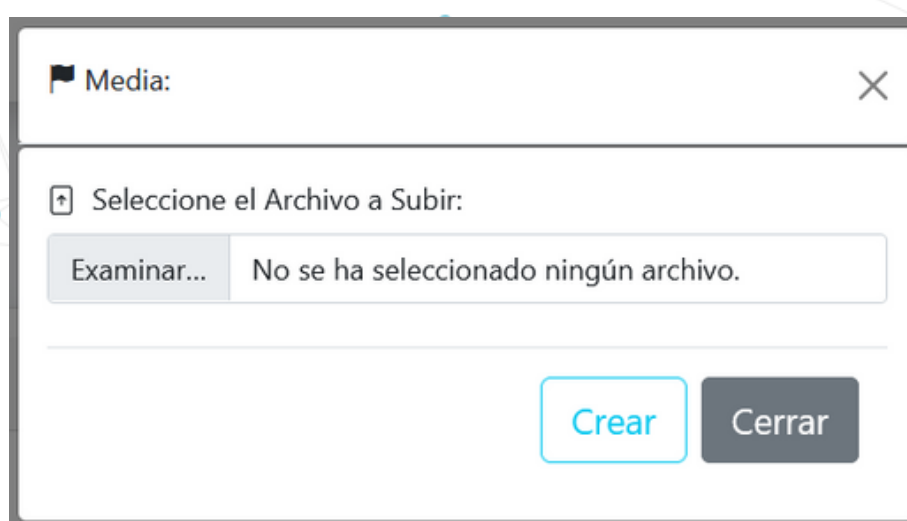 Media:
Seleccione el Archivo a Subir:
Examinar... No se ha seleccionado ningún archivo.
Crear Cerrar